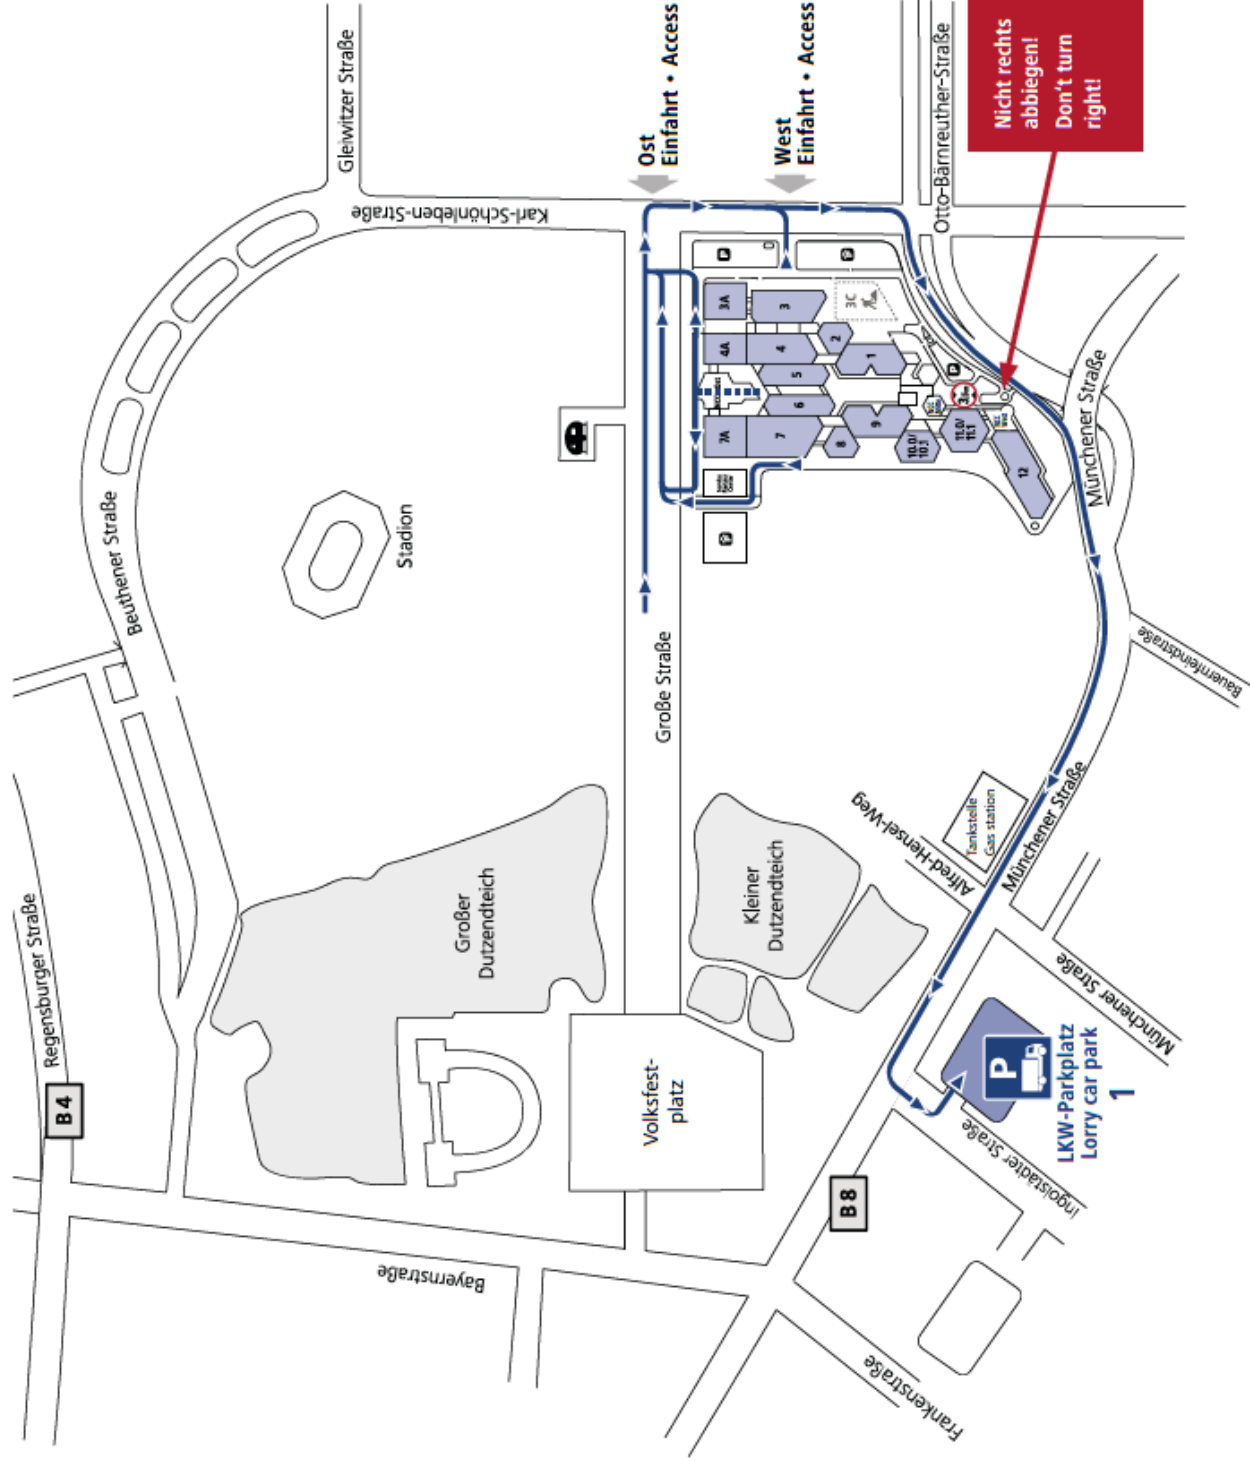 Gleiwitzer Straße
Karl-Schönleben-Straße
Ost
Einfahrt • Access
West
Einfahrt • Access
Otto-Bärnreuther-Straße
Nicht rechts
abbiegen!
Don't turn
right!
Beuthener Straße
Stadion
Große Straße
P
P
3A
3
3C
4A
4
2
1
5
6
7A
7
8
9
10.0/
10.1
11.0/
11.1
12
P
P
Münchener Straße
Bauernfeindstraße
Regensburger Straße
B 4
Großer
Dutzendteich
Kleiner
Dutzendteich
Alfred-Hensel-Weg
Tankstelle
Gas station
Münchener Straße
Münchener Straße
Volksfest-
platz
P
LKW-Parkplatz
Lorry car park
1
Ingolstädter Straße
B 8
Bayernstraße
Frankenstraße